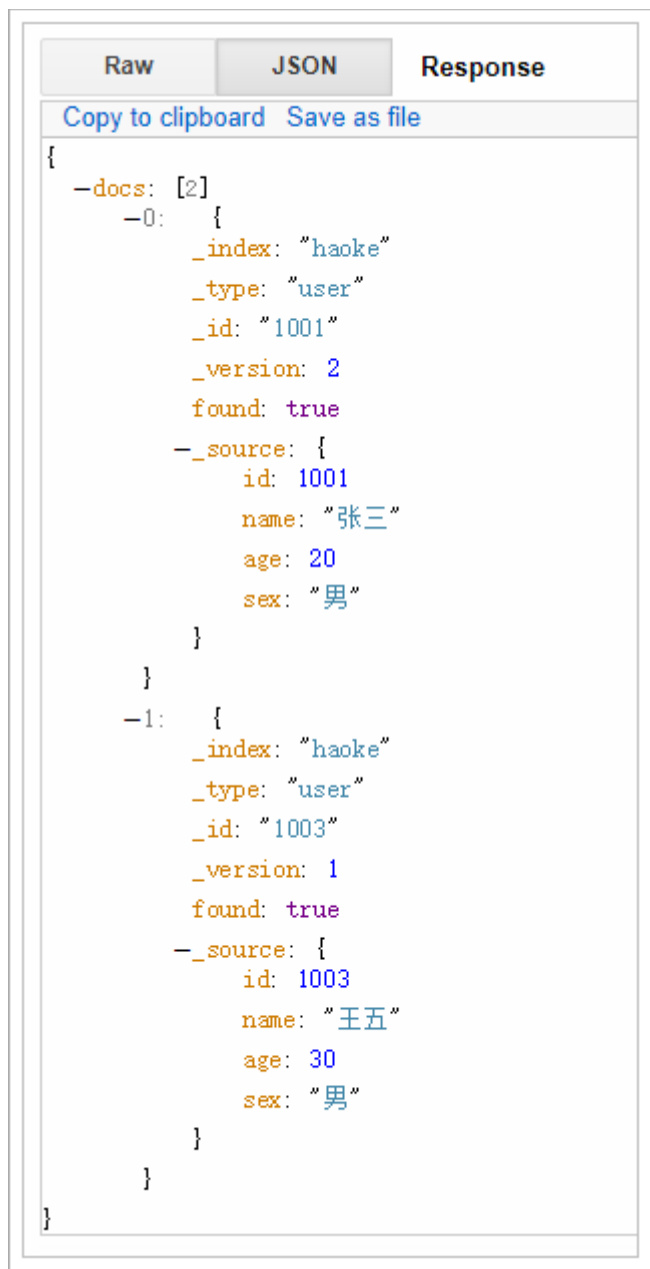 Raw JSON Response
Copy to clipboard Save as file
{
−docs: [2]
−0: {
_index: "haoke"
_type: "user"
_id: "1001"
_version: 2
found: true
−_source: {
id: 1001
name: "张三"
age: 20
sex: "男"
}
}
−1: {
_index: "haoke"
_type: "user"
_id: "1003"
_version: 1
found: true
−_source: {
id: 1003
name: "王五"
age: 30
sex: "男"
}
}
}